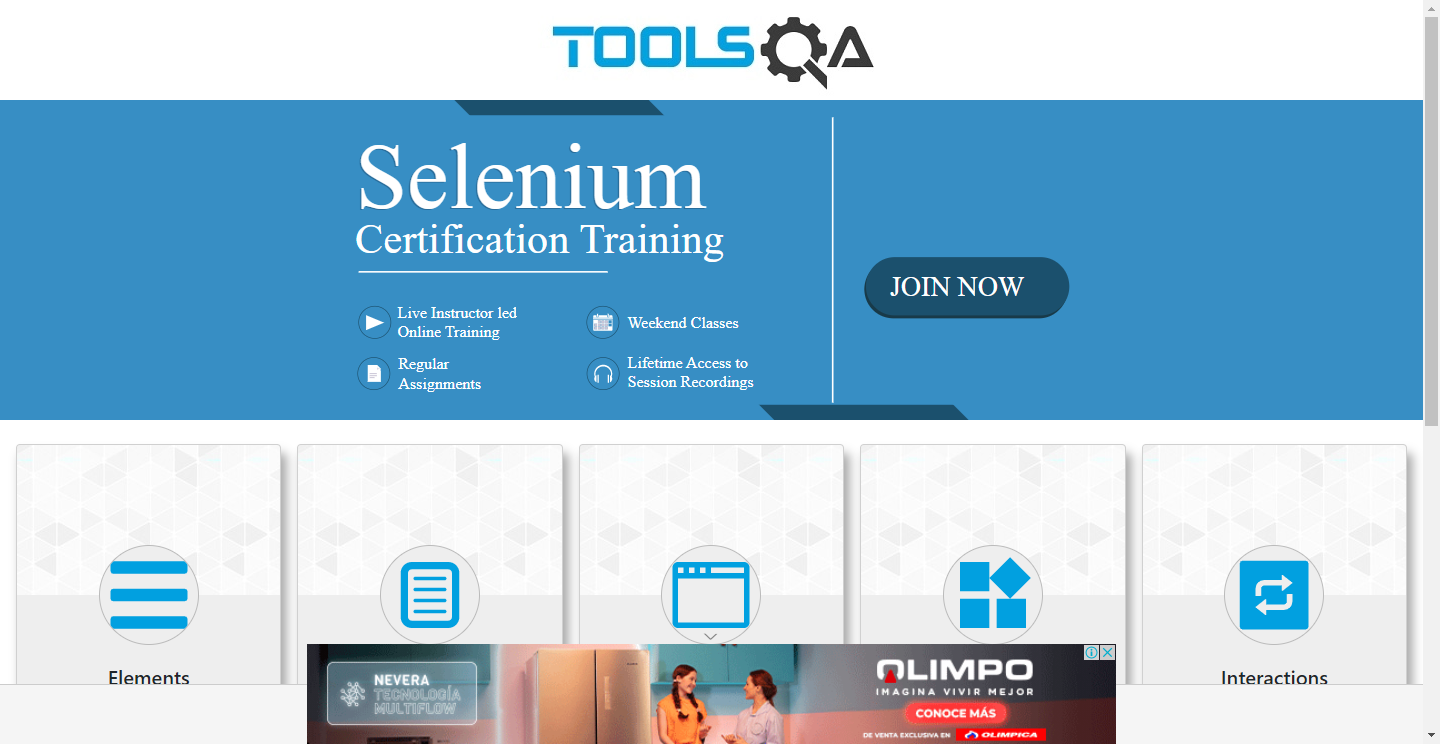 TOOLSQA
Selenium
Certification Training
JOIN NOW
Live Instructor led
Online Training
Weekend Classes
Regular
Assignments
Lifetime Access to
Session Recordings
Elements
Interactions
NEVERA
TECNOLOGÍA
MULTIFLOW
OLIMPO
IMAGINA VIVIR MEJOR
CONOCE MÁS
DE VENTA EXCLUSIVA EN OLIMPICA